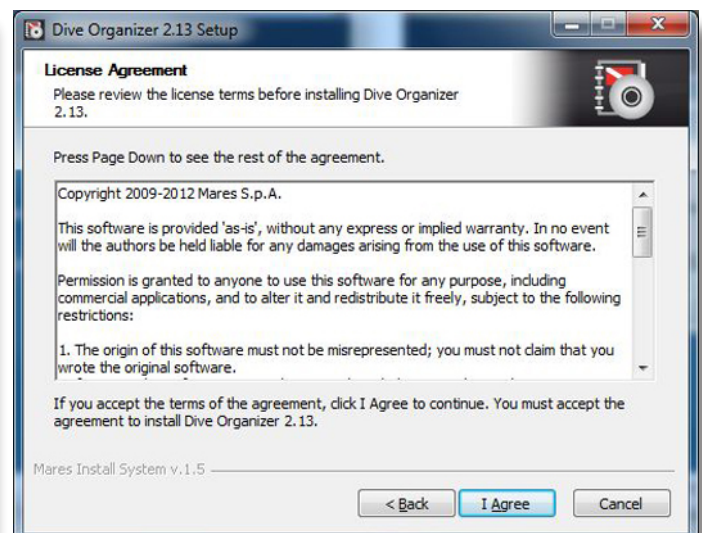 Dive Organizer 2.13 Setup
License Agreement
Please review the license terms before installing Dive Organizer
2.13.
Press Page Down to see the rest of the agreement.
Copyright 2009-2012 Mares S.p.A.
This software is provided 'as-is', without any express or implied warranty. In no event
will the authors be held liable for any damages arising from the use of this software.
Permission is granted to anyone to use this software for any purpose, including
commercial applications, and to alter it and redistribute it freely, subject to the following
restrictions:
1. The origin of this software must not be misrepresented; you must not claim that you
wrote the original software.
If you accept the terms of the agreement, click I Agree to continue. You must accept the
agreement to install Dive Organizer 2.13.
Mares Install System v.1.5
< Back
I Agree
Cancel